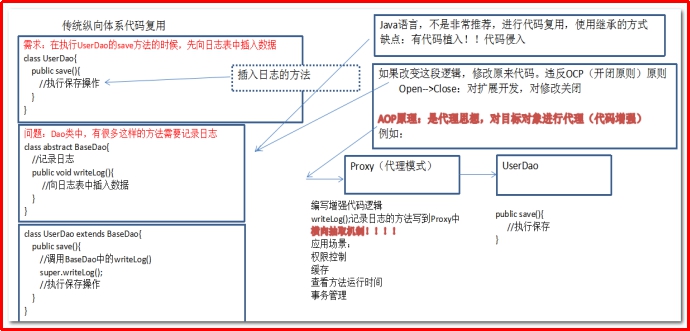 传统纵向体系代码复用
需求：在执行UserDao的save方法的时候，先向日志表中插入数据
class UserDao{
public save(){
//执行保存操作
}
}
插入日志的方法
问题：Dao类中，有很多这样的方法需要记录日志
class abstract BaseDao{
//记录日志
public void writeLog(){
//向日志表中插入数据
}
}
class UserDao extends BaseDao{
public save(){
//调用BaseDao中的writeLog()
super.writeLog();
//执行保存操作
}
}
Java语言，不是非常推荐，进行代码复用，使用继承的方式
缺点：有代码植入！！代码侵入
如果改变这段逻辑，修改原来代码。违反OCP（开闭原则）原则
Open-->Close：对扩展开发，对修改关闭
AOP原理：是代理思想，对目标对象进行代理（代码增强）
例如：
Proxy（代理模式）
UserDao
编写增强代码逻辑
writeLog();记录日志的方法写到Proxy中
横向抽取机制！！！！
应用场景：
权限控制
缓存
查看方法运行时间
事务管理
public save(){
//执行保存
}